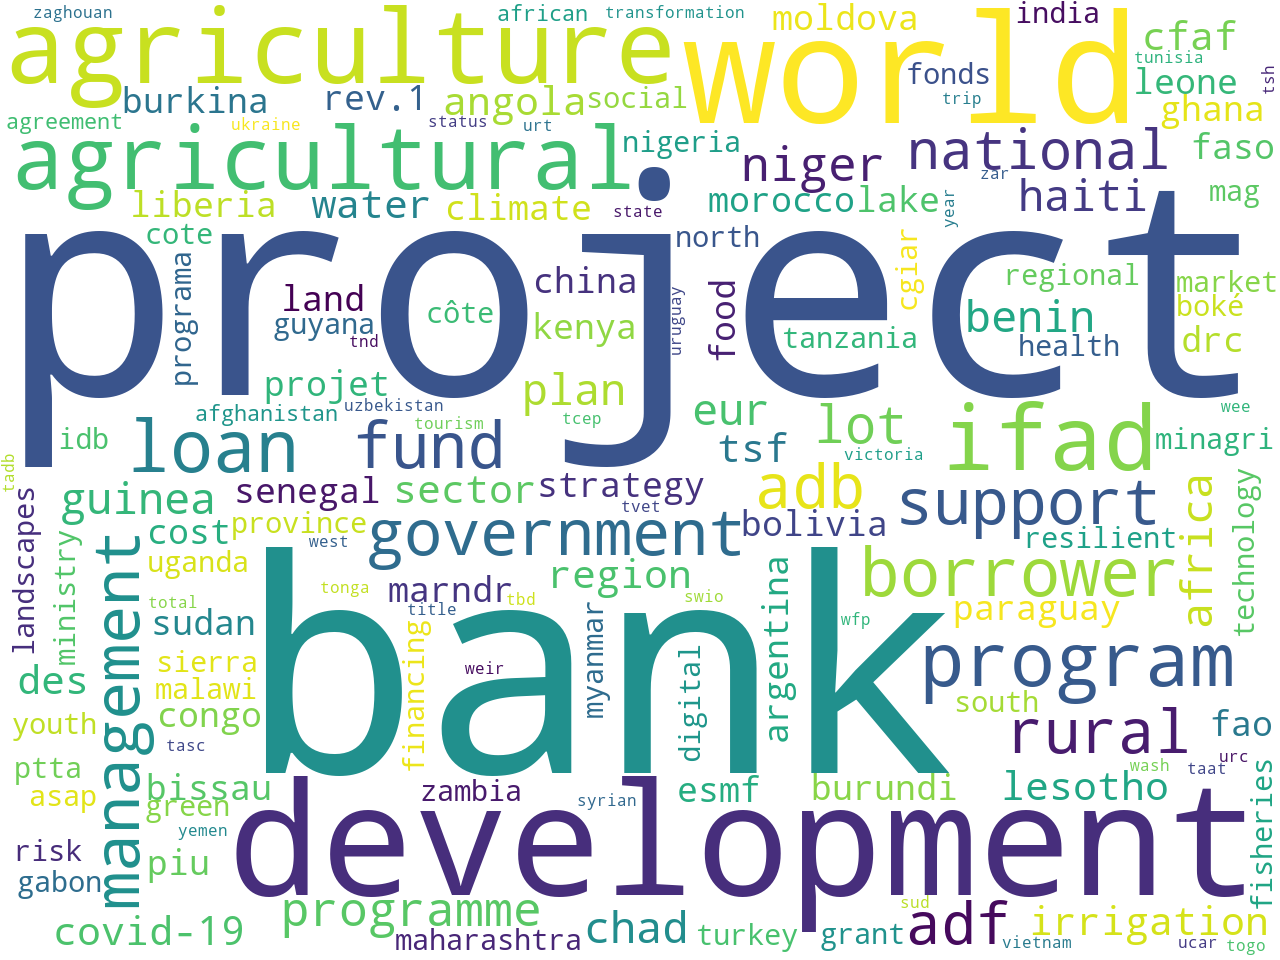 zaghouan
agriculture
african
transformation
world
moldova
india
cfaf
tunisia
fonds
leone
tsh
burkina
rev.1
angola
social
trip
ghana
agreement
ukraine
status
urt
nigeria
agricultural
niger
national
faso
zar
liberia
water
climate
state
morocco
lake
year
haiti
mag
cote
north
project
programa
land
china
cgiar
regional
market
guyana
côte
kenya
uruguay
food
benin
boké
tnd
tanzania
health
drc
projet
plan
afghanistan
uzbekistan
tourism
tcep
eur
lot
ifad
wee
idb
loan
fund
tsf
victoria
minagri
tadb
senegal
sector
strategy
adb
guinea
tvet
support
africa
technology
landscapes
cost
province
government
bolivia
resilient
ministry
management
uganda
west
region
borrower
total
tonga
marndr
tbd
swio
sudan
title
myanmar
bank
wfp
argentina
paraguay
sierra
financing
weir
digital
program
des
malawi
south
youth
congo
rural
fao
tasc
ptta
urc
wash
taat
asap
bissau
green
zambia
syrian
esmf
burundi
lesotho
fisheries
yemen
development
risk
piu
gabon
programme
sud
adf
irrigation
covid-19
maharashtra
chad
turkey
grant
vietnam
ucar
togo